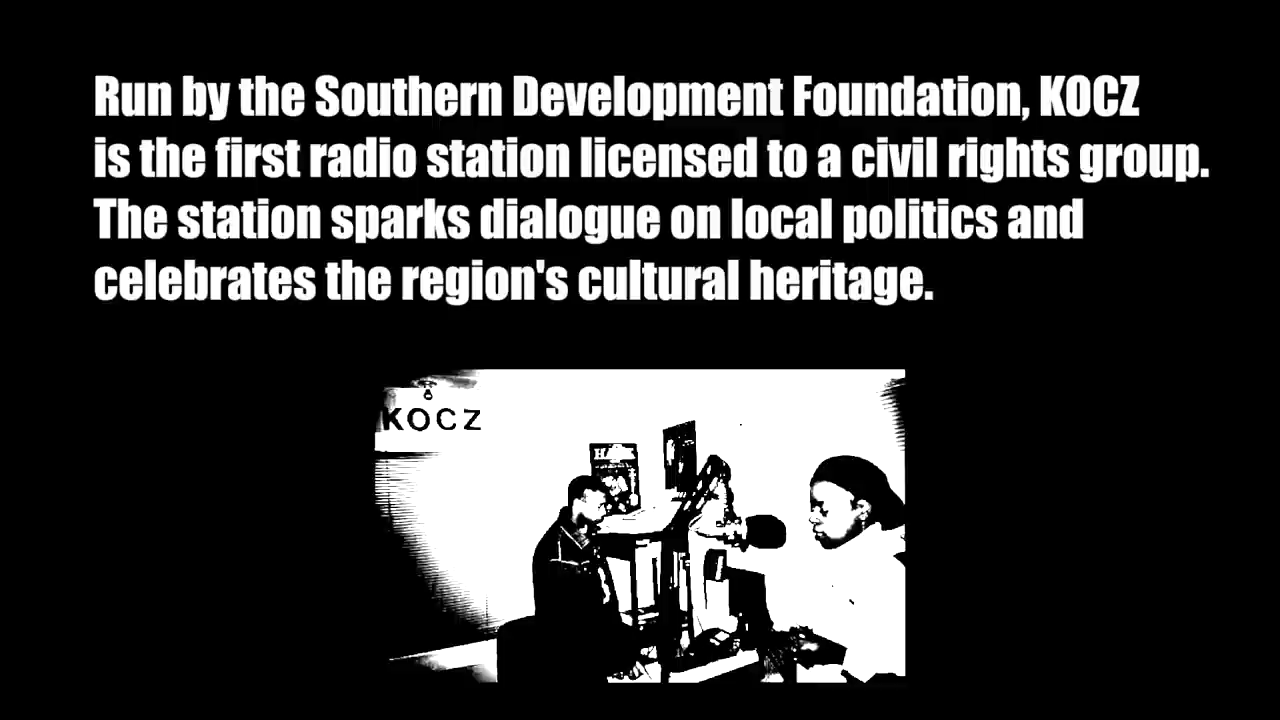 Run by the Southern Development Foundation, KOCZ
is the first radio station licensed to a civil rights group.
The station sparks dialogue on local politics and
celebrates the region's cultural heritage.
KOCZ